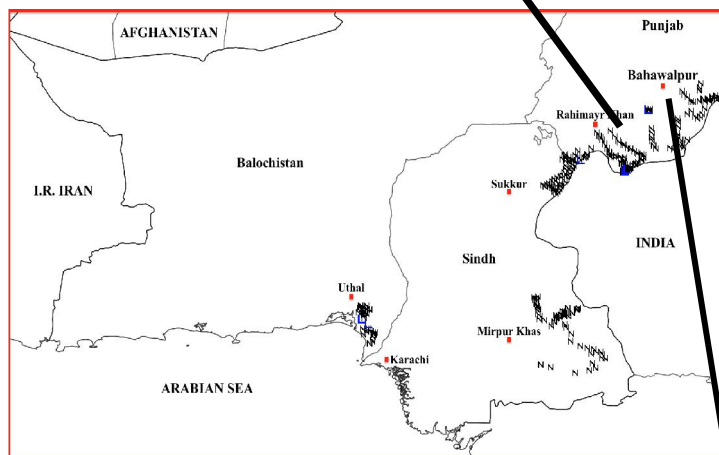 Punjab
AFGHANISTAN
Bahawalpur
Rahimayr Khan
Balochistan
I.R. IRAN
Sukkur
INDIA
Sindh
Uthal
Mirpur Khas
Karachi
ARABIAN SEA